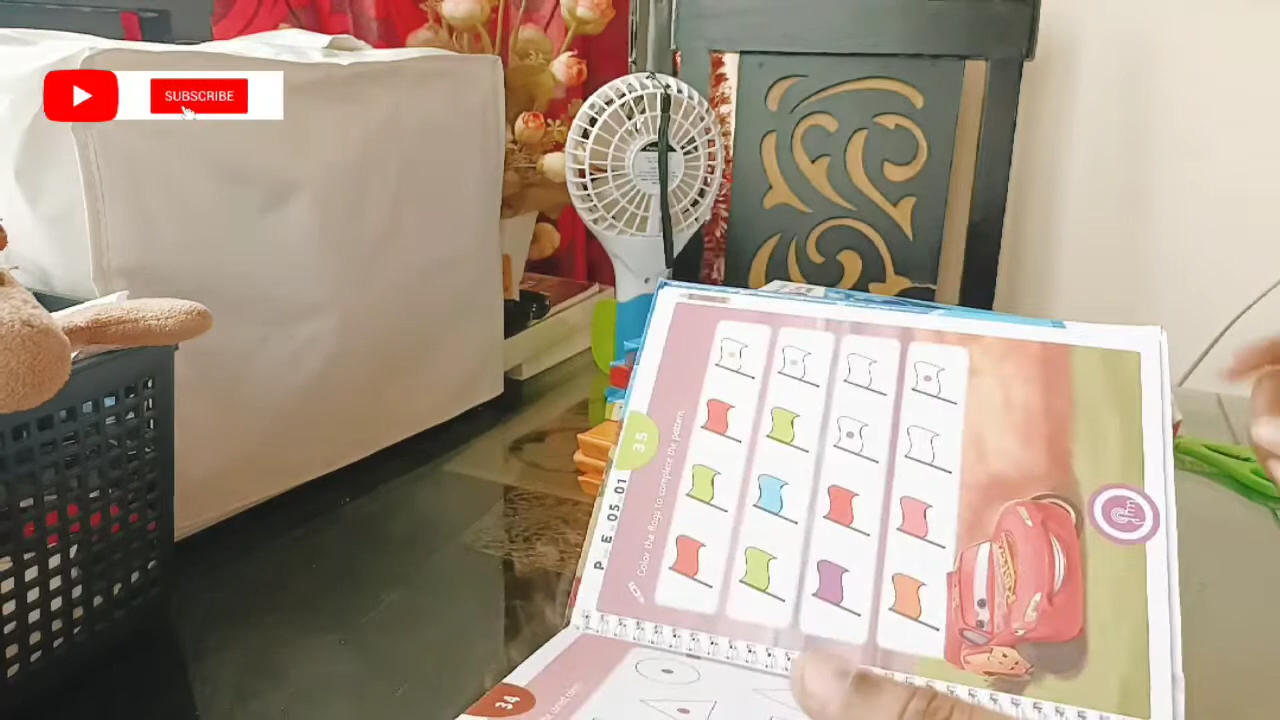 SUBSCRIBE
P E 05 01
35
Color the flags to complete the pattern.
34